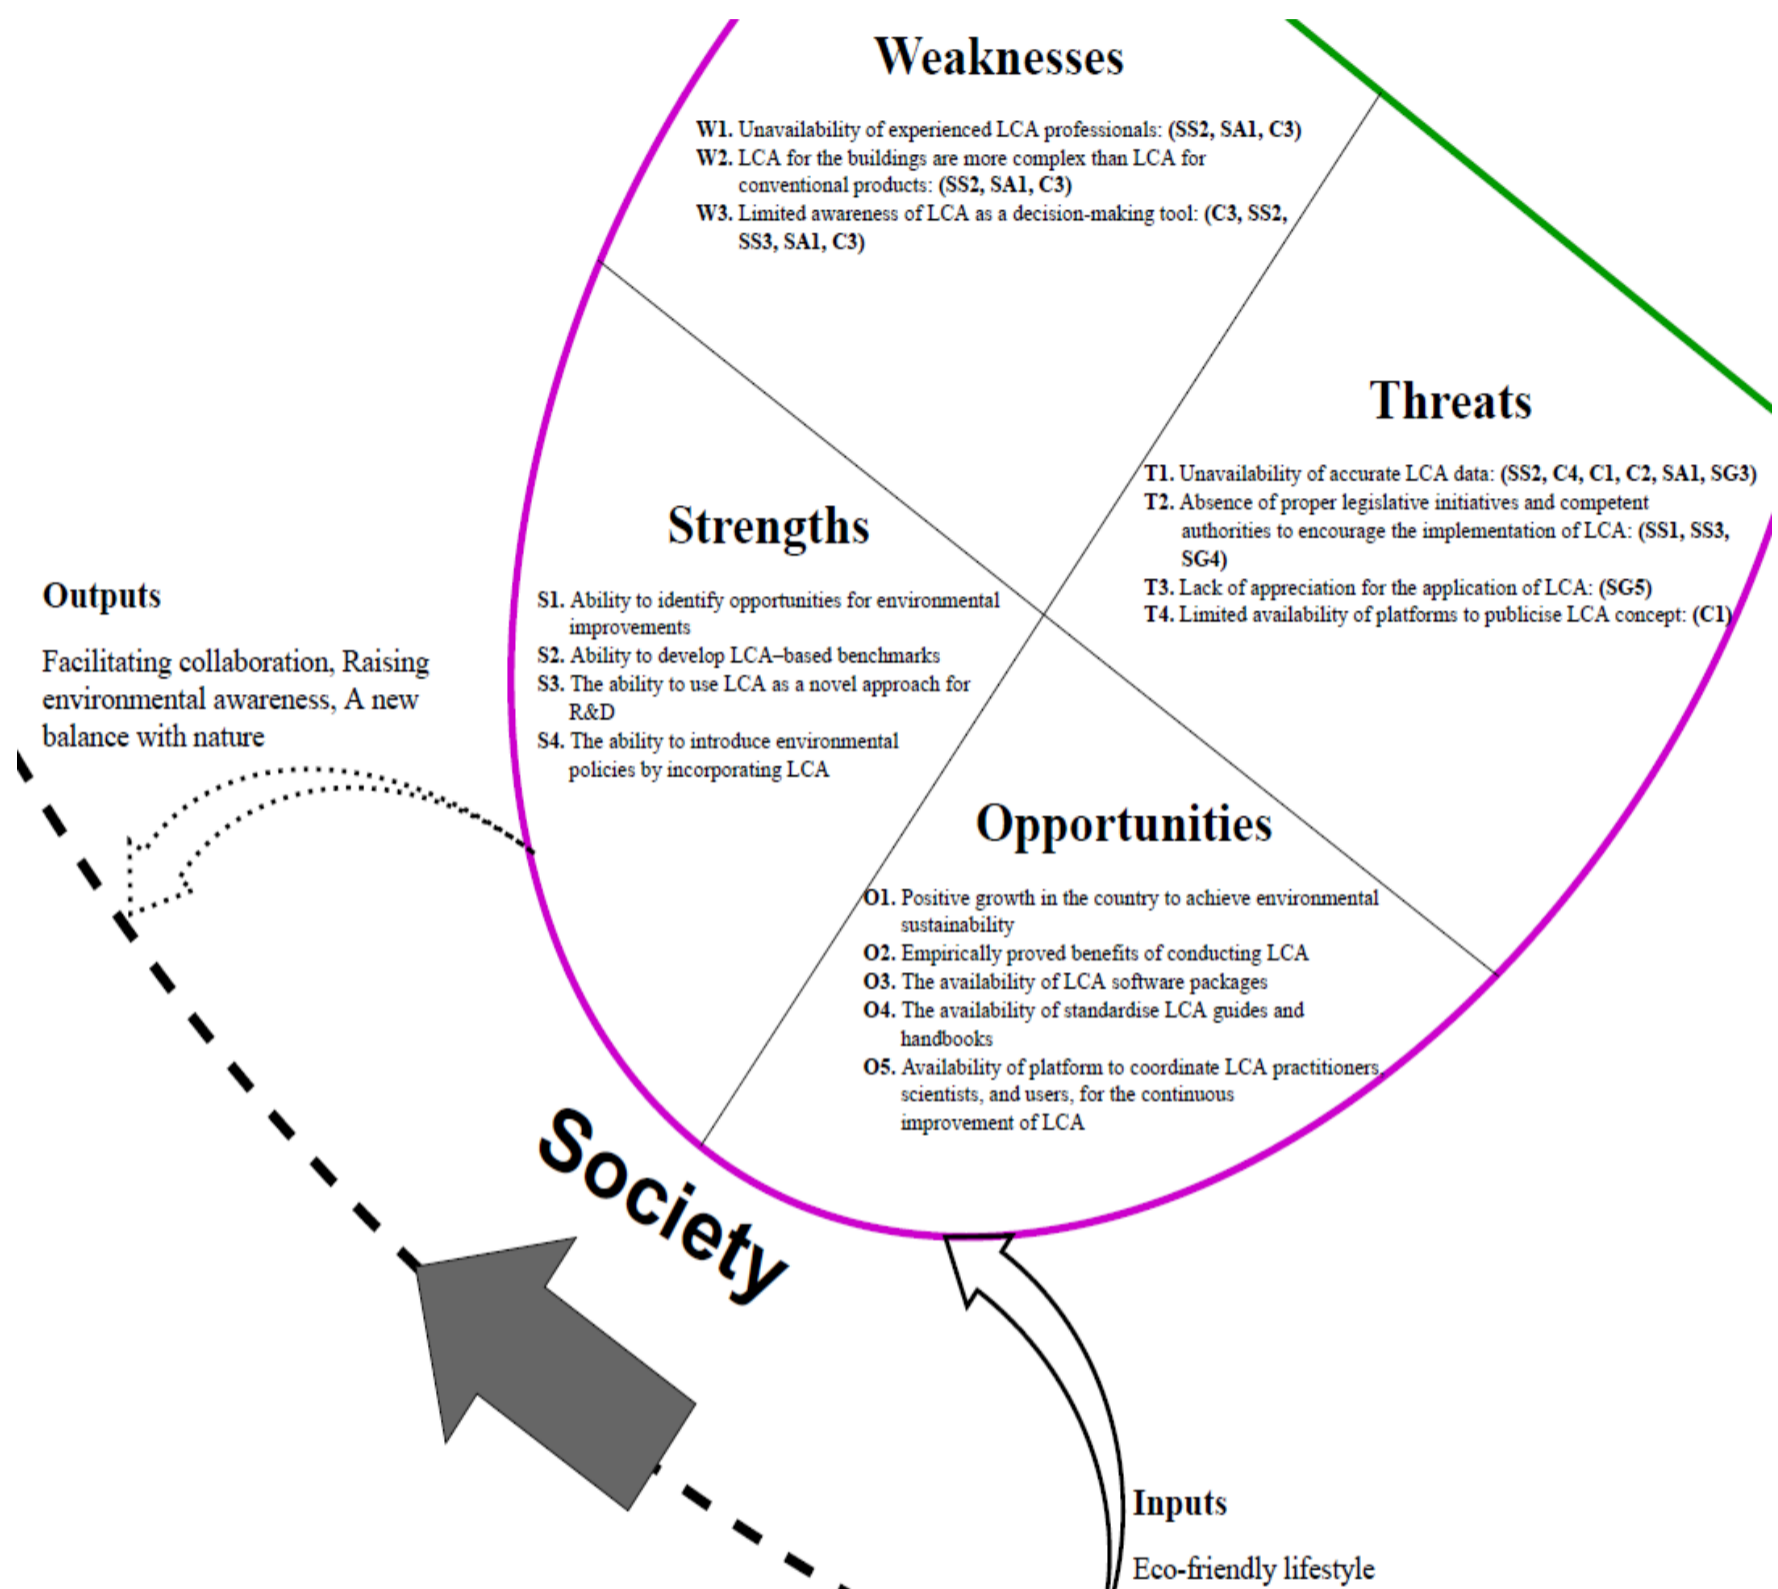 Weaknesses
W1. Unavailability of experienced LCA professionals: (SS2, SA1, C3)
W2. LCA for the buildings are more complex than LCA for
conventional products: (SS2, SA1, C3)
W3. Limited awareness of LCA as a decision-making tool: (C3, SS2,
SS3, SA1, C3)
Threats
T1. Unavailability of accurate LCA data: (SS2, C4, C1, C2, SA1, SG3)
T2. Absence of proper legislative initiatives and competent
authorities to encourage the implementation of LCA: (SS1, SS3,
SG4)
T3. Lack of appreciation for the application of LCA: (SG5)
T4. Limited availability of platforms to publicise LCA concept: (C1)
Strengths
S1. Ability to identify opportunities for environmental
improvements
S2. Ability to develop LCA–based benchmarks
S3. The ability to use LCA as a novel approach for
R&D
S4. The ability to introduce environmental
policies by incorporating LCA
Outputs
Facilitating collaboration, Raising
environmental awareness, A new
balance with nature
Opportunities
O1. Positive growth in the country to achieve environmental
sustainability
O2. Empirically proved benefits of conducting LCA
O3. The availability of LCA software packages
O4. The availability of standardise LCA guides and
handbooks
O5. Availability of platform to coordinate LCA practitioners,
scientists, and users, for the continuous
improvement of LCA
Society
Inputs
Eco-friendly lifestyle